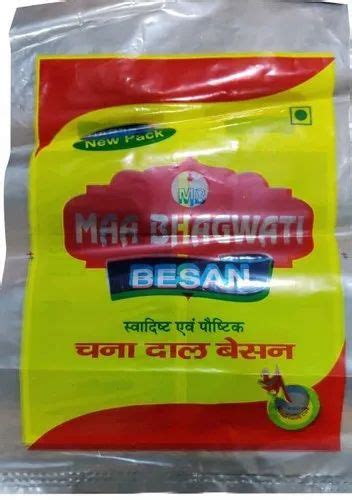 New Pack
MB
MAA BHAGWATI
BESAN
स्वादिष्ट एवं पौष्टिक
चना दाल बेसन